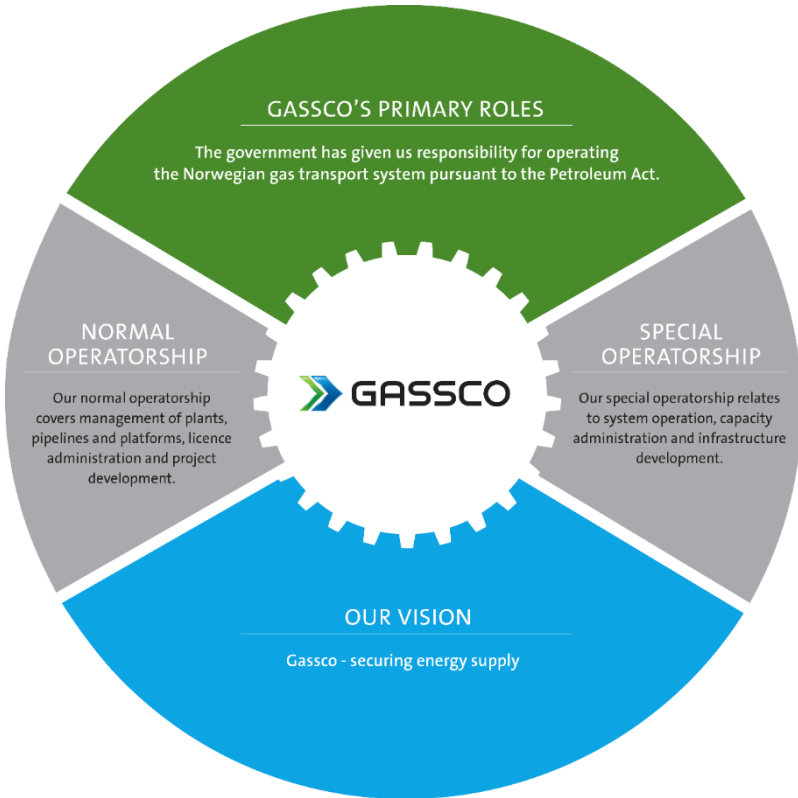 GASSCO'S PRIMARY ROLES
The government has given us responsibility for operating
the Norwegian gas transport system pursuant to the Petroleum Act.
NORMAL
OPERATORSHIP
Our normal operatorship
covers management of plants,
pipelines and platforms, licence
administration and project
development.
GASSCO
SPECIAL
OPERATORSHIP
Our special operatorship relates
to system operation, capacity
administration and infrastructure
development.
OUR VISION
Gassco - securing energy supply